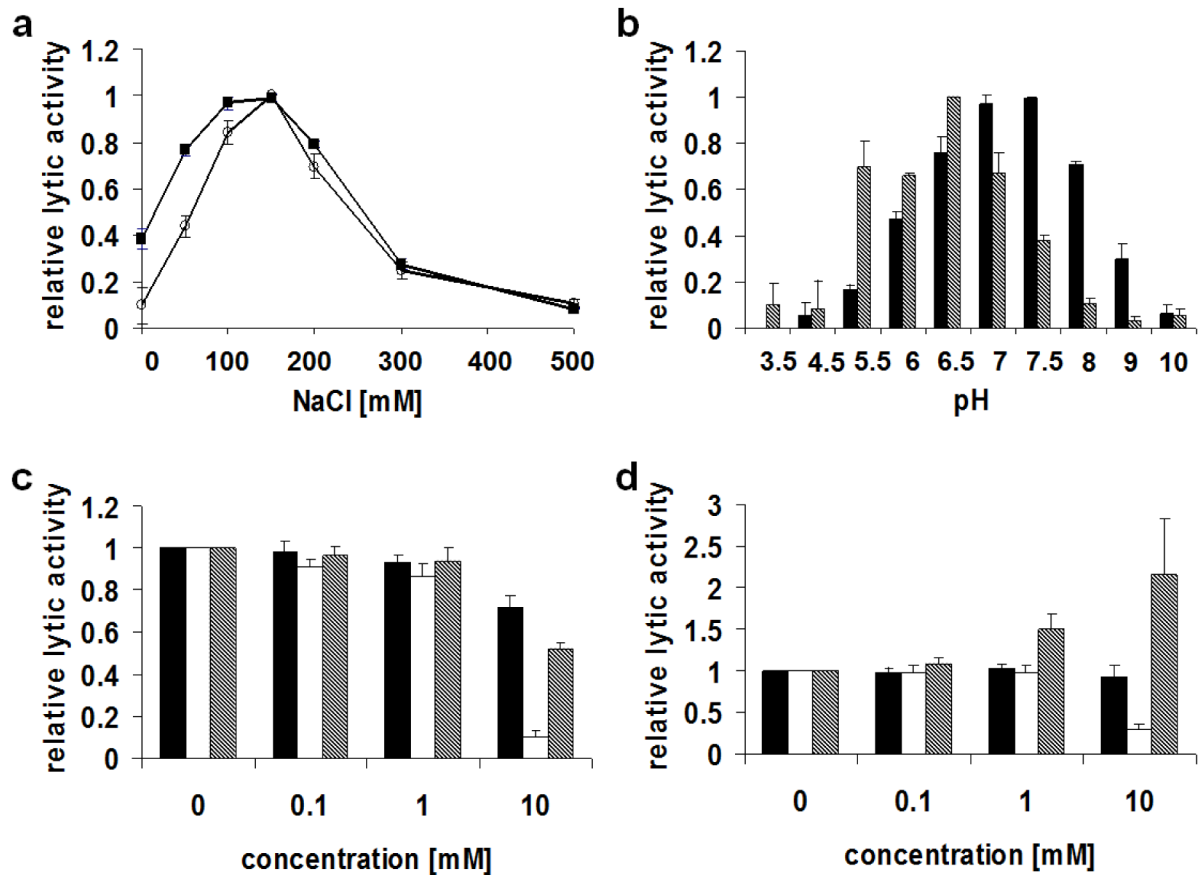 a
relative lytic activity
1.2
1
0.8
0.6
0.4
0.2
0
0 100 200 300 400 500
NaCl [mM]
b
relative lytic activity
1.2
1
0.8
0.6
0.4
0.2
0
3.5 4.5 5.5 6 6.5 7 7.5 8 9 10
pH
c
relative lytic activity
1.2
1
0.8
0.6
0.4
0.2
0
0 0.1 1 10
concentration [mM]
d
relative lytic activity
3
2.5
2
1.5
1
0.5
0
0 0.1 1 10
concentration [mM]